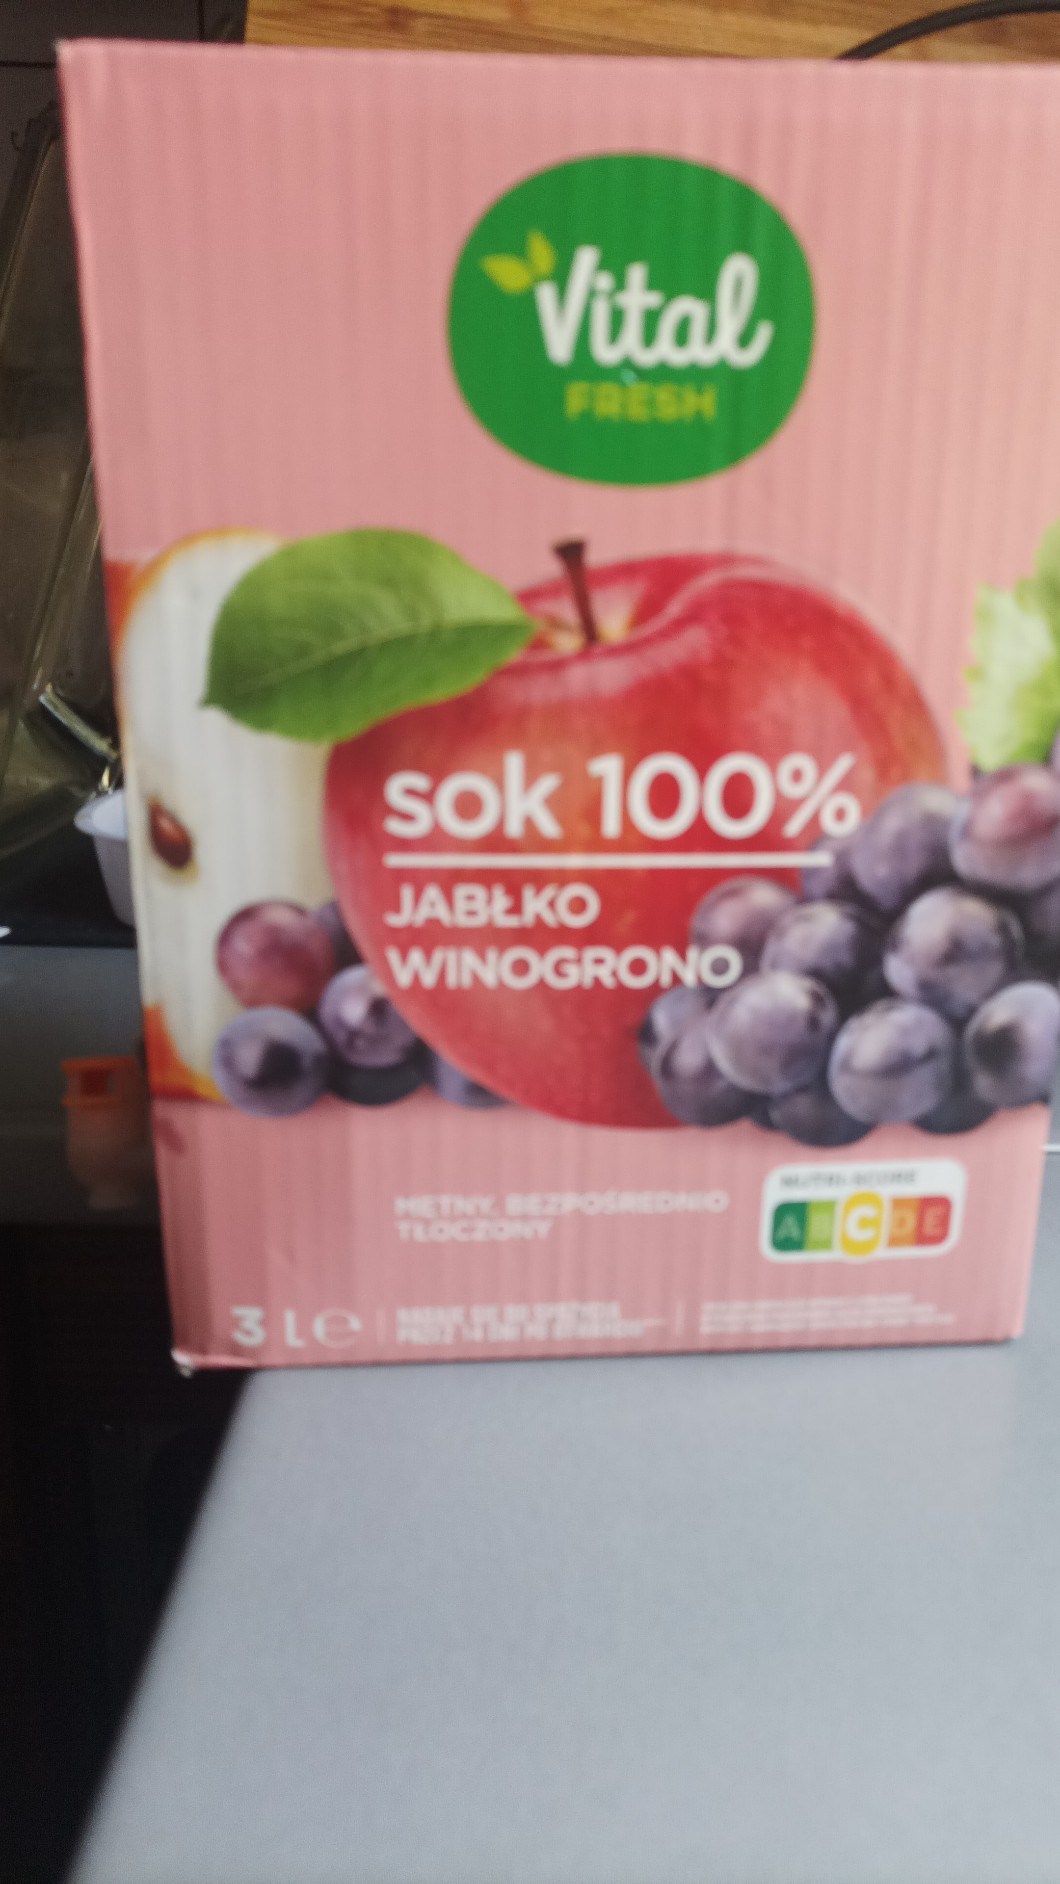 Vital
FRESH
sok 100%
JABŁKO
WINOGRONO
MĘTNY, BEZPOŚREDNIO
TŁOCZONY
NUTRI-SCORE
A B C D E
3 L e